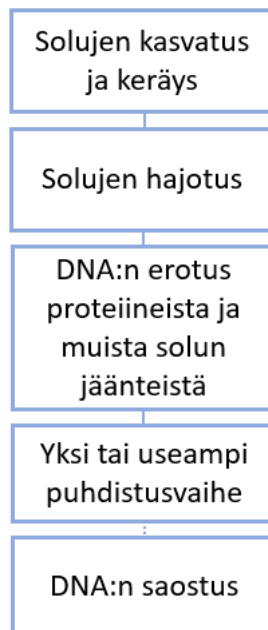 Solujen kasvatus
ja keräys
Solujen hajotus
DNA:n erotus
proteiineista ja
muista solun
jäänteistä
Yksi tai useampi
puhdistusvaihe
DNA:n saostus